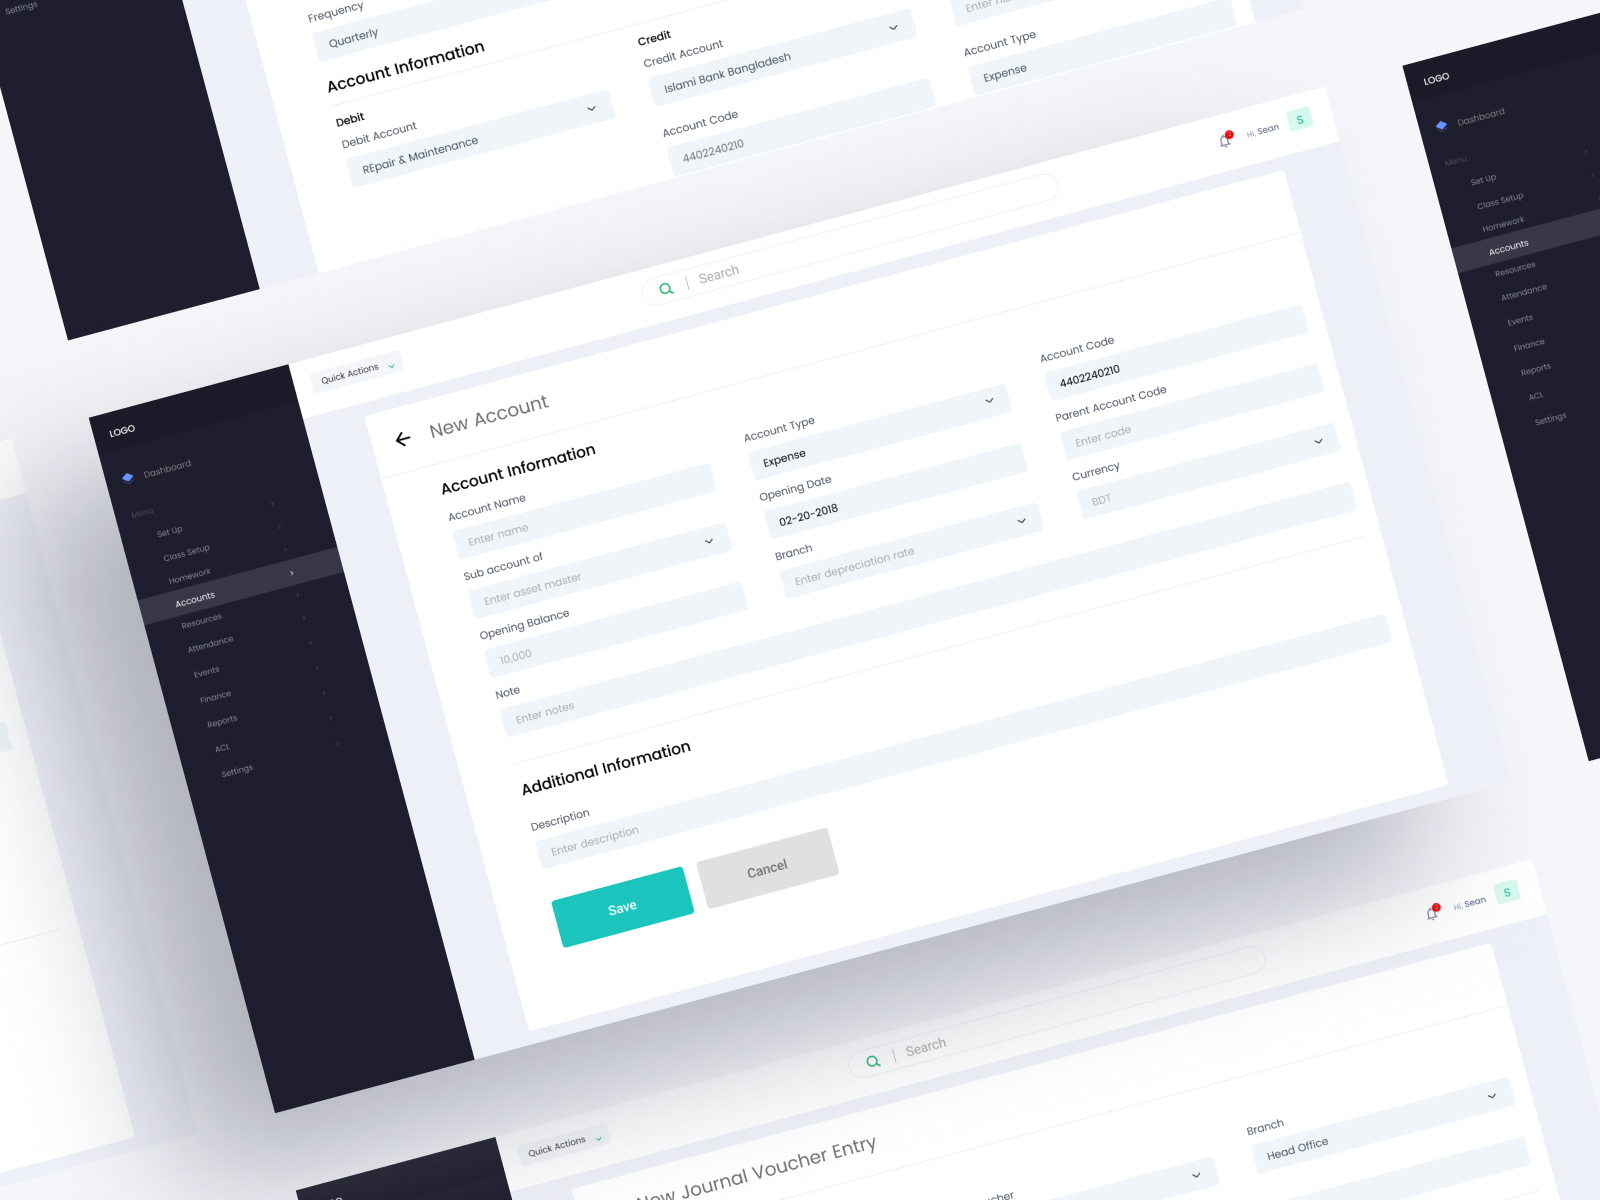 Settings
Frequency
Quarterly
Account Information
Debit
Debit Account
REpair & Maintenance
Credit
Credit Account
Islami Bank Bangladesh
Account Code
4402240210
Account Type
Expense
Hi, Sean
S
Search
Quick Actions
LOGO
Dashboard
Menu
Set Up
Class Setup
Homework
Accounts
Resources
Attendance
Events
Finance
Reports
ACL
Settings
New Account
Account Information
Account Name
Enter name
Account Type
Expense
Account Code
4402240210
Sub account of
Enter asset master
Opening Date
02-20-2018
Parent Account Code
Enter code
Opening Balance
10,000
Branch
Enter depreciation rate
Currency
BDT
Note
Enter notes
Additional Information
Description
Enter description
Save
Cancel
LOGO
Dashboard
Menu
Set Up
Class Setup
Homework
Accounts
Resources
Attendance
Events
Finance
Reports
ACL
Settings
Hi, Sean
S
Search
Quick Actions
New Journal Voucher Entry
Branch
Head Office